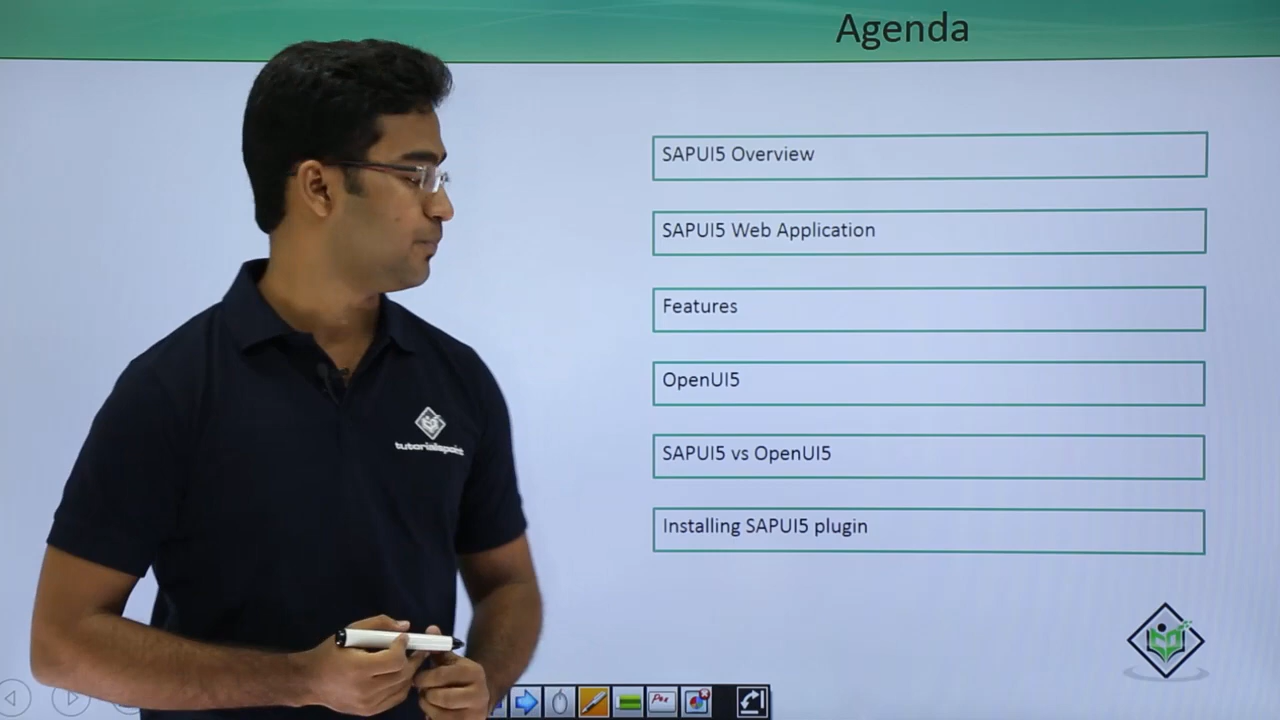 Agenda
SAPUI5 Overview
SAPUI5 Web Application
Features
OpenUI5
SAPUI5 vs OpenUI5
Installing SAPUI5 plugin
tutorialspoint